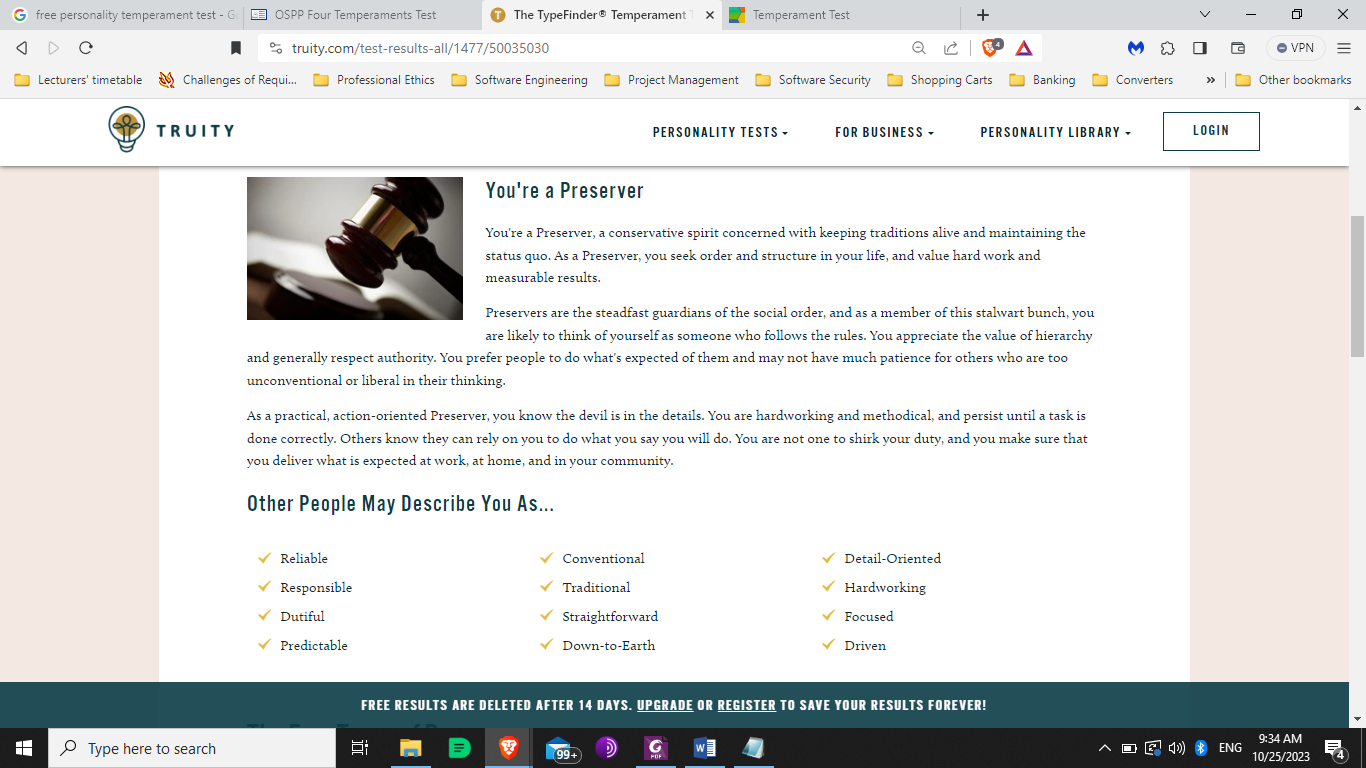 free personality temperament test - G
OSPP Four Temperaments Test
The TypeFinder® Temperament T
Temperament Test
truity.com/test-results-all/1477/50035030
4
VPN
Lecturers' timetable
Challenges of Requi...
Professional Ethics
Software Engineering
Project Management
Software Security
Shopping Carts
Banking
Converters
»
Other bookmarks
TRUITY
PERSONALITY TESTS
FOR BUSINESS
PERSONALITY LIBRARY
LOGIN
You're a Preserver
You're a Preserver, a conservative spirit concerned with keeping traditions alive and maintaining the
status quo. As a Preserver, you seek order and structure in your life, and value hard work and
measurable results.
Preservers are the steadfast guardians of the social order, and as a member of this stalwart bunch, you
are likely to think of yourself as someone who follows the rules. You appreciate the value of hierarchy
and generally respect authority. You prefer people to do what's expected of them and may not have much patience for others who are too
unconventional or liberal in their thinking.
As a practical, action-oriented Preserver, you know the devil is in the details. You are hardworking and methodical, and persist until a task is
done correctly. Others know they can rely on you to do what you say you will do. You are not one to shirk your duty, and you make sure that
you deliver what is expected at work, at home, and in your community.
Other People May Describe You As...
Reliable
Responsible
Dutiful
Predictable
Conventional
Traditional
Straightforward
Down-to-Earth
Detail-Oriented
Hardworking
Focused
Driven
FREE RESULTS ARE DELETED AFTER 14 DAYS. UPGRADE OR REGISTER TO SAVE YOUR RESULTS FOREVER!
Type here to search
99+
PDF
ENG
9:34 AM
10/25/2023
4